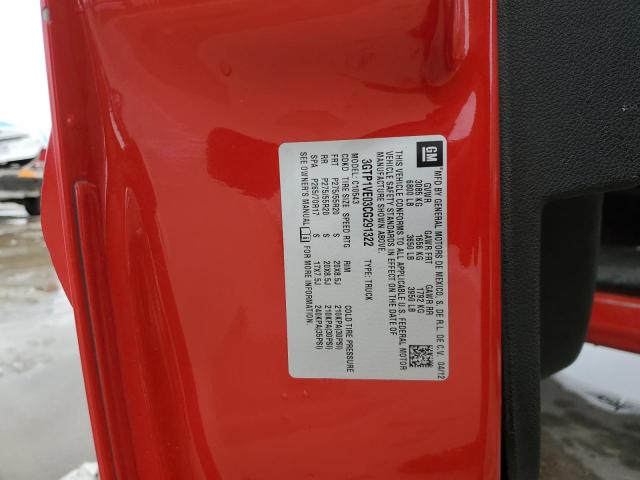 GM
MFD BY GENERAL MOTORS DE MEXICO, S. DE R.L. DE C.V. 04/12
GVWR GAWR FRT GAWR RR
3085 KG 1656 KG 1792 KG
6800 LB 3650 LB 3950 LB
THIS VEHICLE CONFORMS TO ALL APPLICABLE U.S. FEDERAL MOTOR
VEHICLE SAFETY STANDARDS IN EFFECT ON THE DATE OF
MANUFACTURE SHOWN ABOVE.
3GTP1VE03CG291322 TYPE: TRUCK
MODEL: C10543
CDKO TIRE SIZE SPEED RTG RIM COLD TIRE PRESSURE
FRT P275/55R20 S 20X8.5J 210KPA(30PSI)
RR P275/55R20 S 20X8.5J 210KPA(30PSI)
SPA P265/70R17 S 17X7.5J 240KPA(35PSI)
SEE OWNER'S MANUAL FOR MORE INFORMATION.